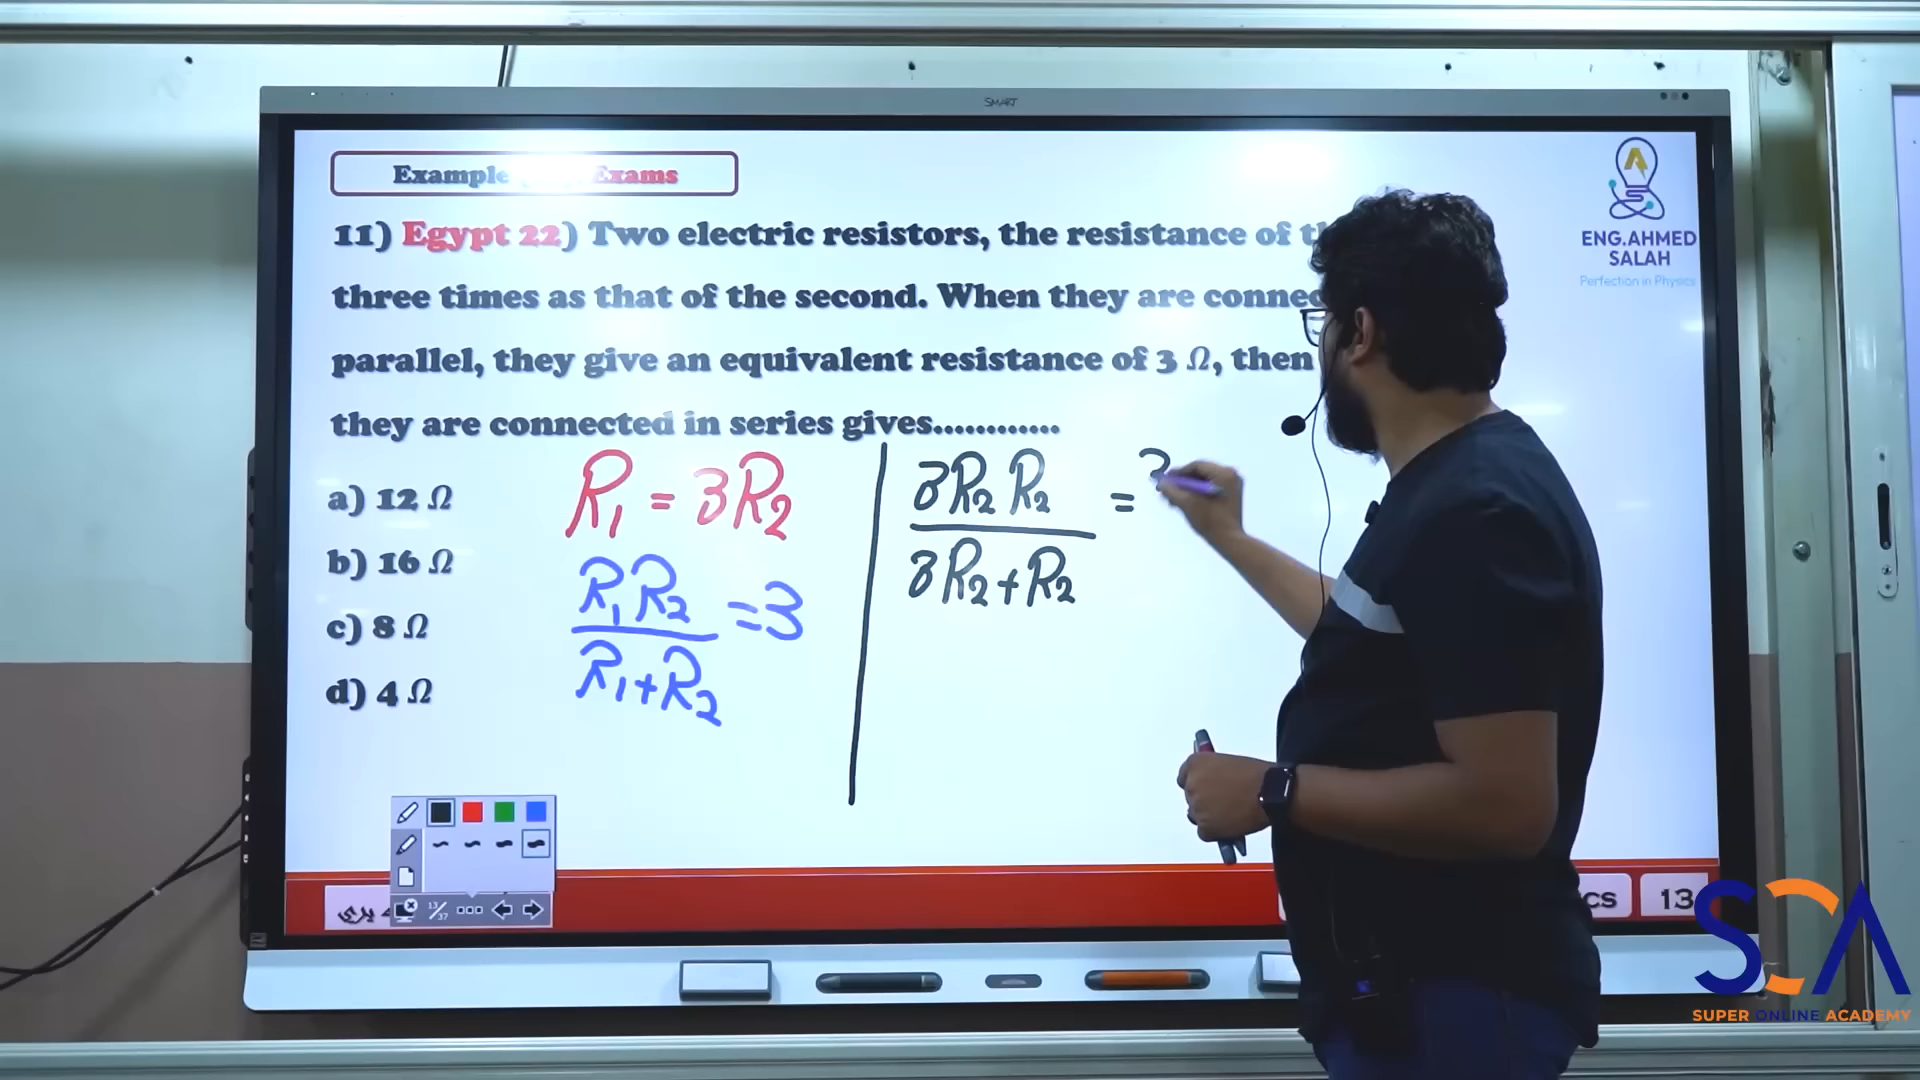 SMART
Example Exams
11) Egypt 22) Two electric resistors, the resistance of
three times as that of the second. When they are
parallel, they give an equivalent resistance of 3 Ω, then
they are connected in series gives............
a) 12 Ω
b) 16 Ω
c) 8 Ω
d) 4 Ω
R₁ = 3R₂
R₁R₂
=3
R₁+R₂
3R₂ R₂
=
3R₂+R₂
ENG.AHMED
SALAH
Perfection in Physics
13/37
13
SCA
SUPER ONLINE ACADEMY